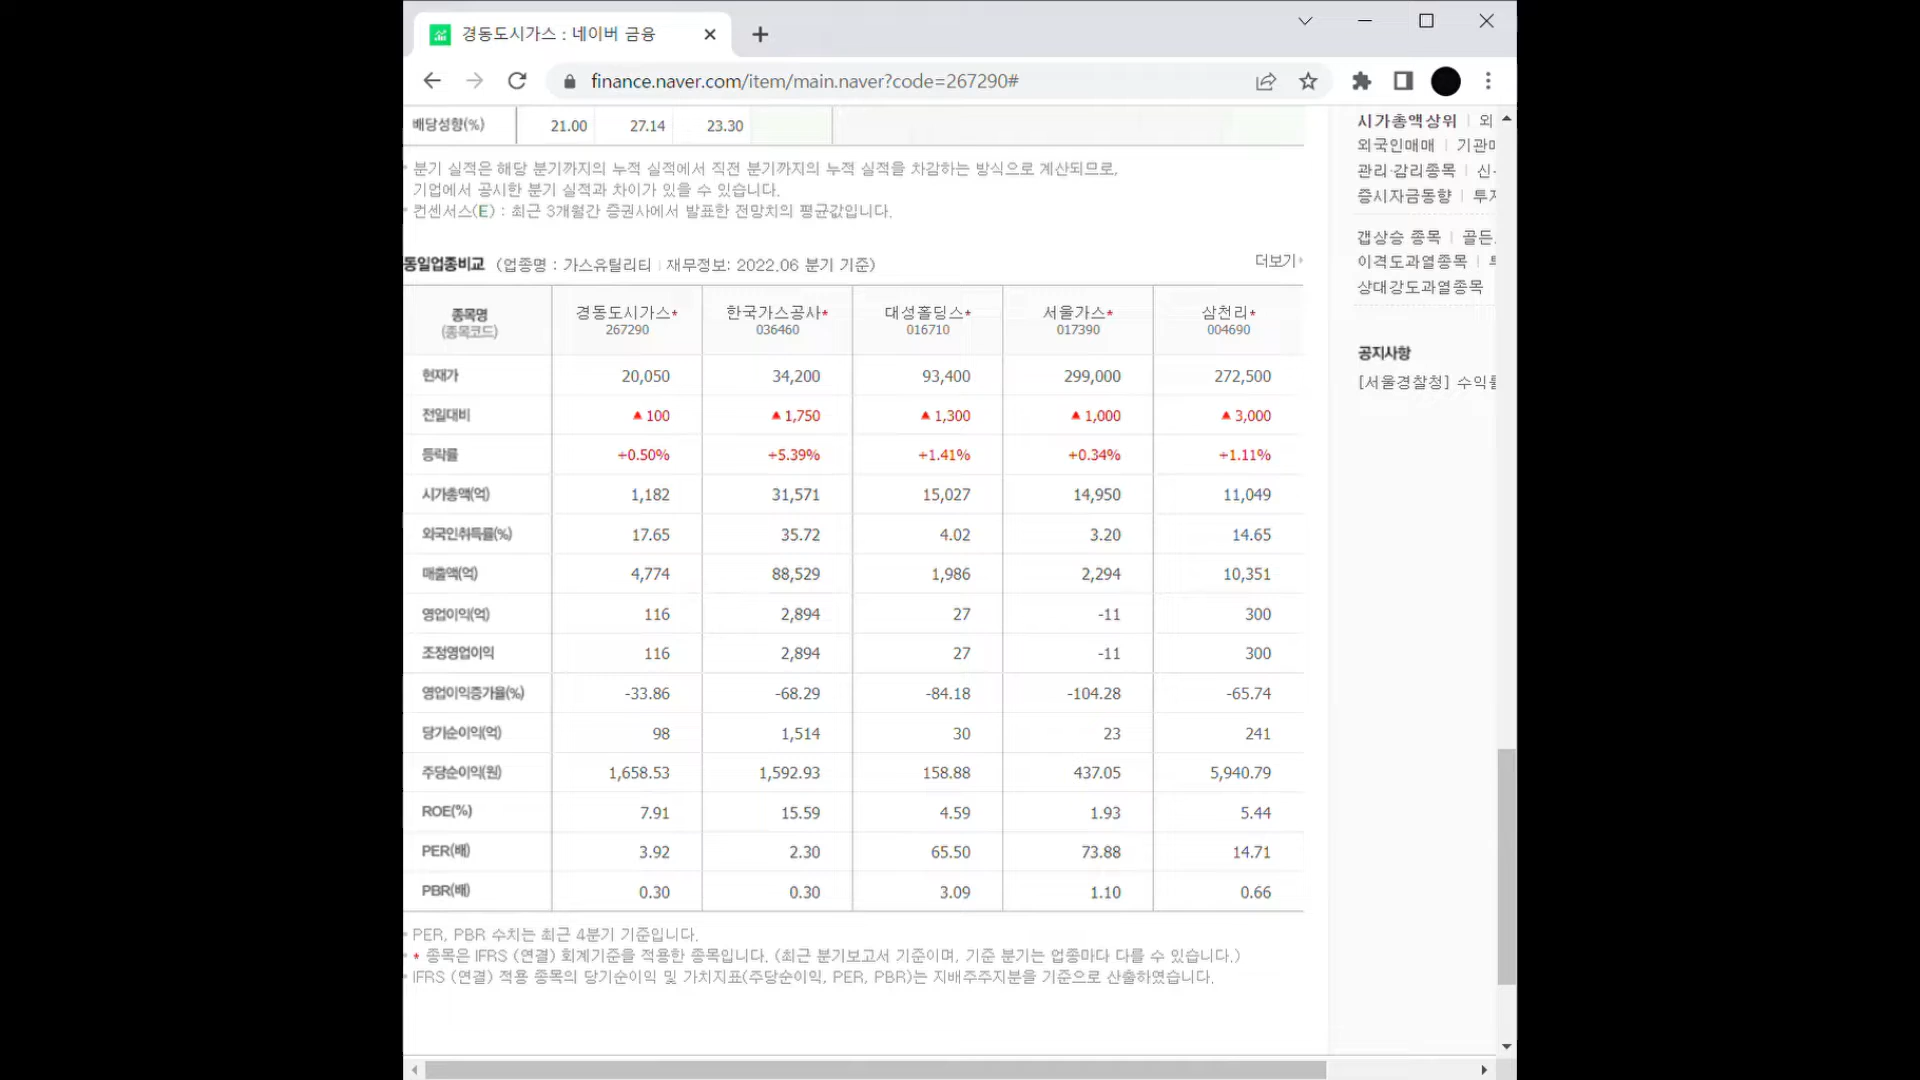 경동도시가스 : 네이버 금융
finance.naver.com/item/main.naver?code=267290#
배당성향(%) 21.00 27.14 23.30
분기 실적은 해당 분기까지의 누적 실적에서 직전 분기까지의 누적 실적을 차감하는 방식으로 계산되므로,
기업에서 공시한 분기 실적과 차이가 있을 수 있습니다.
컨센서스(E) : 최근 3개월간 증권사에서 발표한 전망치의 평균값입니다.
동일업종비교 (업종명 : 가스유틸리티 | 재무정보: 2022.06 분기 기준)
더보기
종목명 경동도시가스* 한국가스공사* 대성홀딩스* 서울가스* 삼천리*
(종목코드) 267290 036460 016710 017390 004690
현재가 20,050 34,200 93,400 299,000 272,500
전일대비 ▲100 ▲1,750 ▲1,300 ▲1,000 ▲3,000
등락률 +0.50% +5.39% +1.41% +0.34% +1.11%
시가총액(억) 1,182 31,571 15,027 14,950 11,049
외국인취득률(%) 17.65 35.72 4.02 3.20 14.65
매출액(억) 4,774 88,529 1,986 2,294 10,351
영업이익(억) 116 2,894 27 -11 300
조정영업이익 116 2,894 27 -11 300
영업이익증가율(%) -33.86 -68.29 -84.18 -104.28 -65.74
당기순이익(억) 98 1,514 30 23 241
주당순이익(원) 1,658.53 1,592.93 158.88 437.05 5,940.79
ROE(%) 7.91 15.59 4.59 1.93 5.44
PER(배) 3.92 2.30 65.50 73.88 14.71
PBR(배) 0.30 0.30 3.09 1.10 0.66
PER, PBR 수치는 최근 4분기 기준입니다.
* 종목은 IFRS (연결) 회계기준을 적용한 종목입니다. (최근 분기보고서 기준이며, 기준 분기는 업종마다 다를 수 있습니다.)
IFRS (연결) 적용 종목의 당기순이익 및 가치지표(주당순이익, PER, PBR)는 지배주주지분을 기준으로 산출하였습니다.
시가총액상위 | 외
외국인매매 | 기관
관리·감리종목 | 신
증시자금동향 | 투
갭상승 종목 | 골든
이격도과열종목 |
상대강도과열종목
공지사항
[서울경찰청] 수익